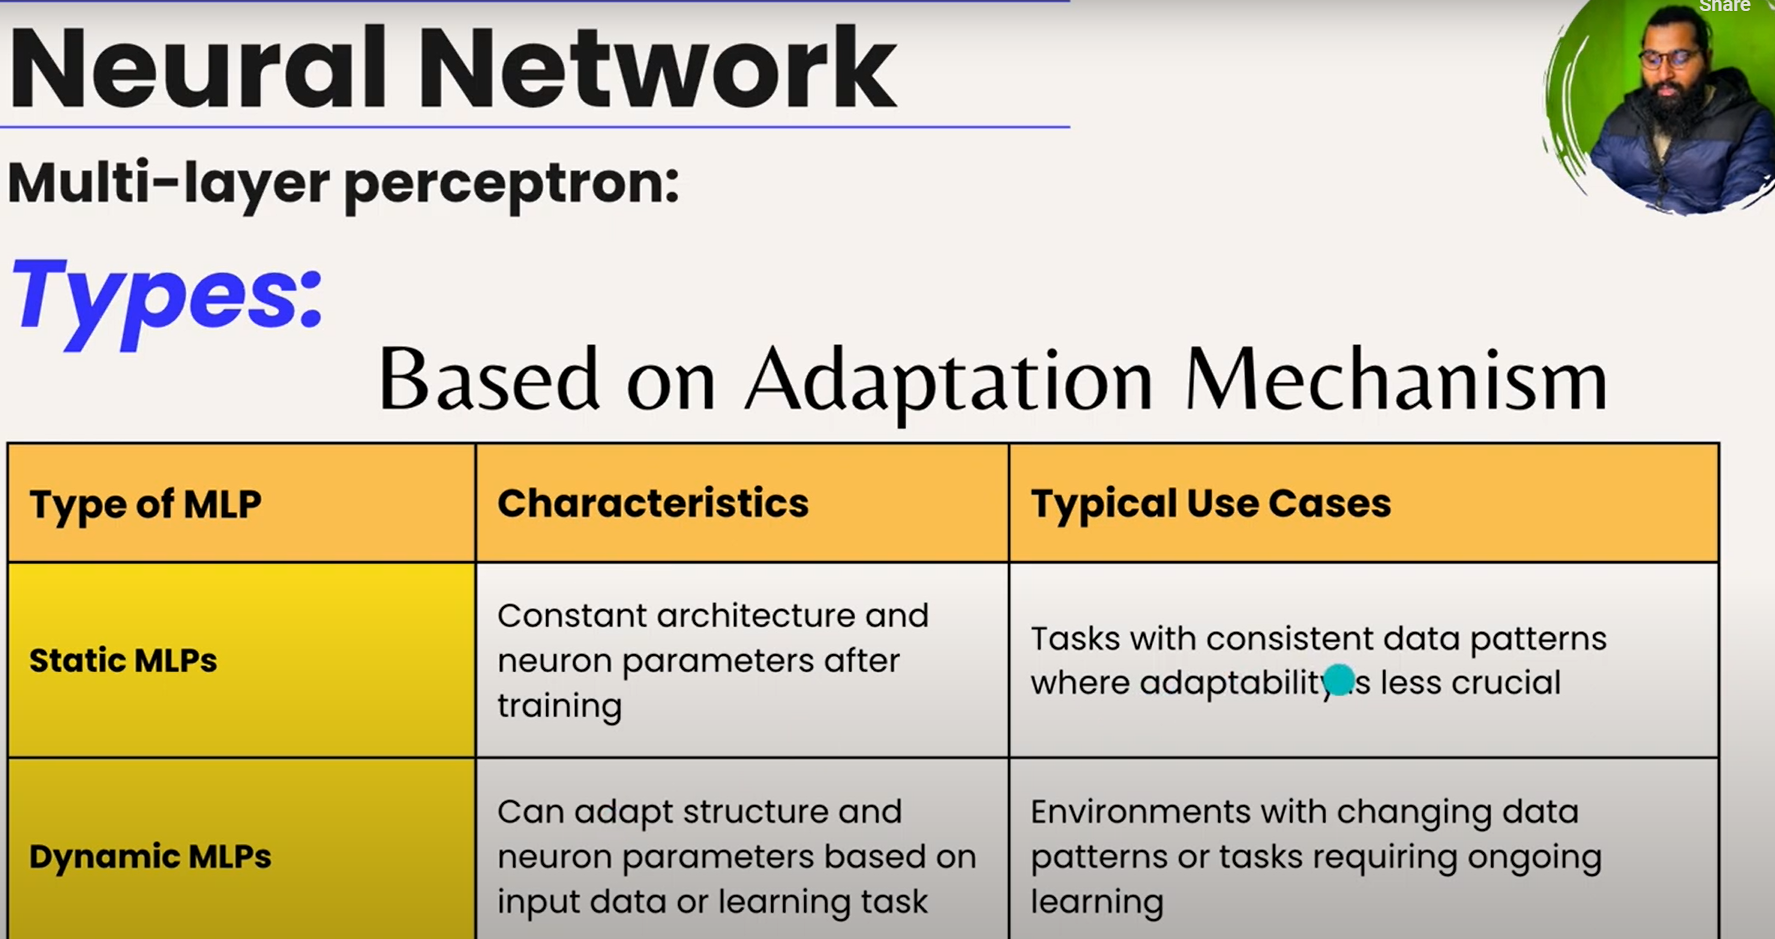 Share
Neural Network
Multi-layer perceptron:
Types:
Based on Adaptation Mechanism
Type of MLP
Characteristics
Typical Use Cases
Static MLPs
Constant architecture and
neuron parameters after
training
Tasks with consistent data patterns
where adaptability is less crucial
Dynamic MLPs
Can adapt structure and
neuron parameters based on
input data or learning task
Environments with changing data
patterns or tasks requiring ongoing
learning